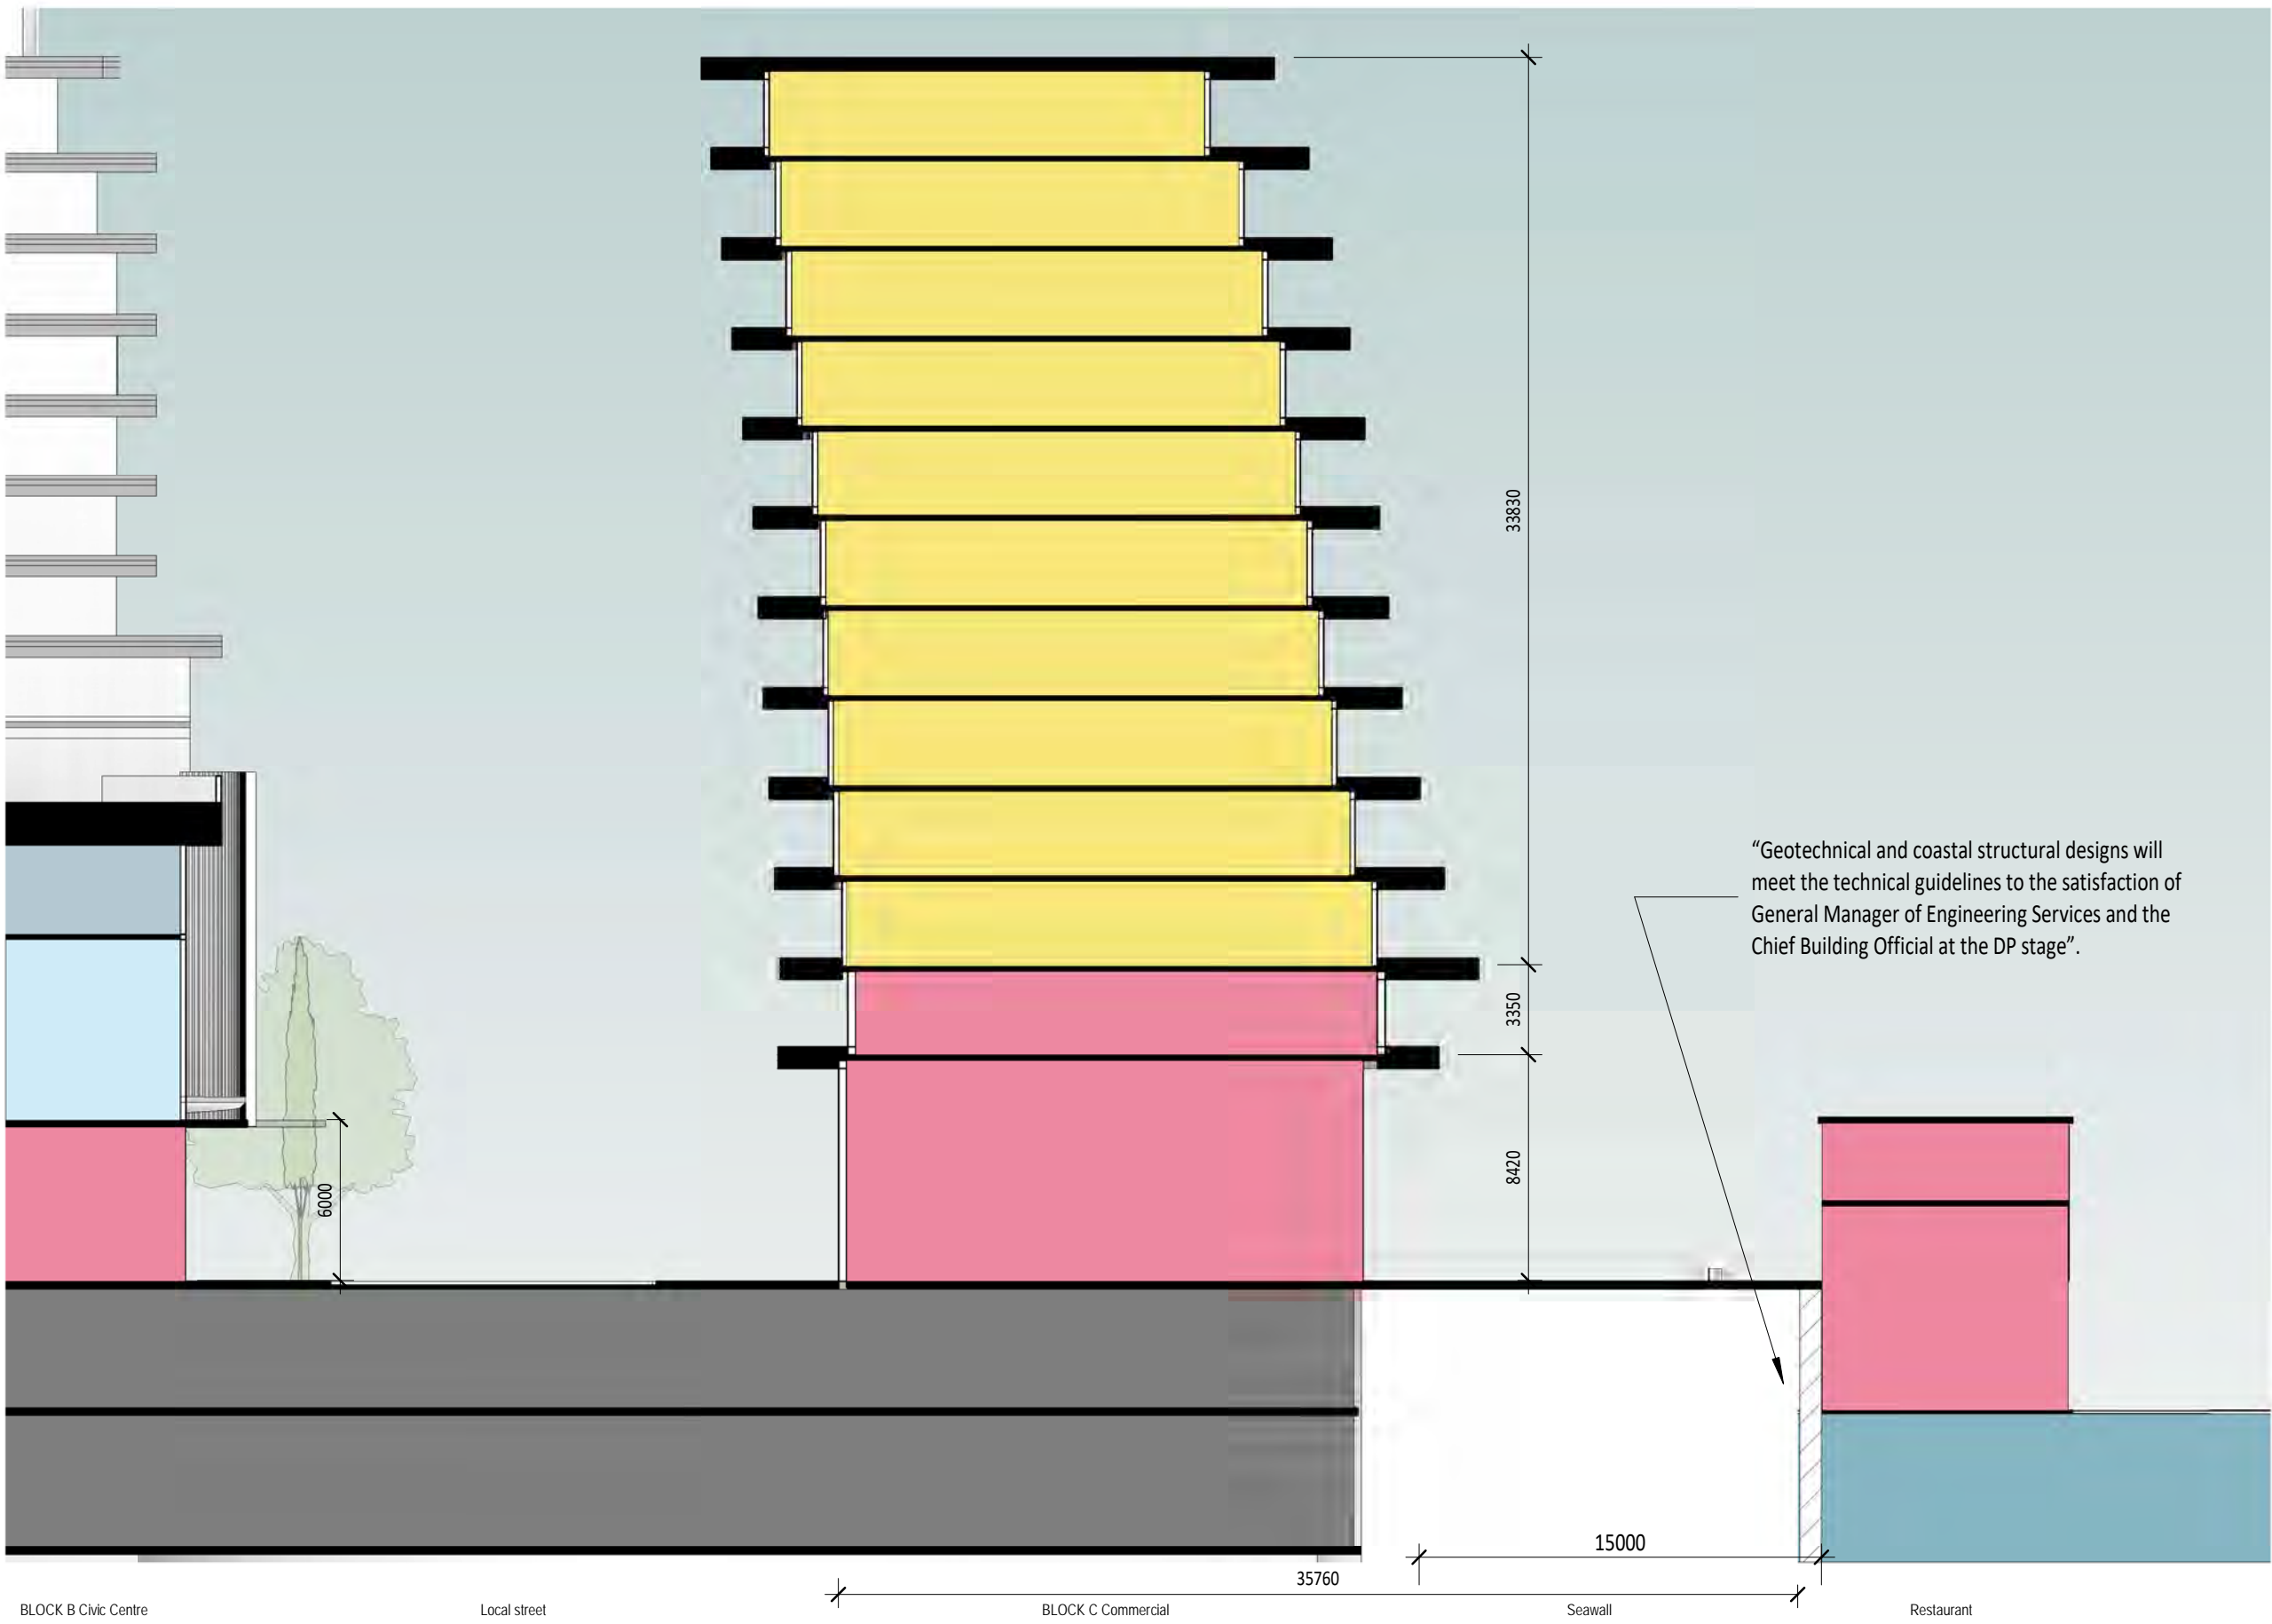 33830
“Geotechnical and coastal structural designs will
meet the technical guidelines to the satisfaction of
General Manager of Engineering Services and the
Chief Building Official at the DP stage”.
3350
8420
6000
15000
35760
BLOCK B Civic Centre
Local street
BLOCK C Commercial
Seawall
Restaurant